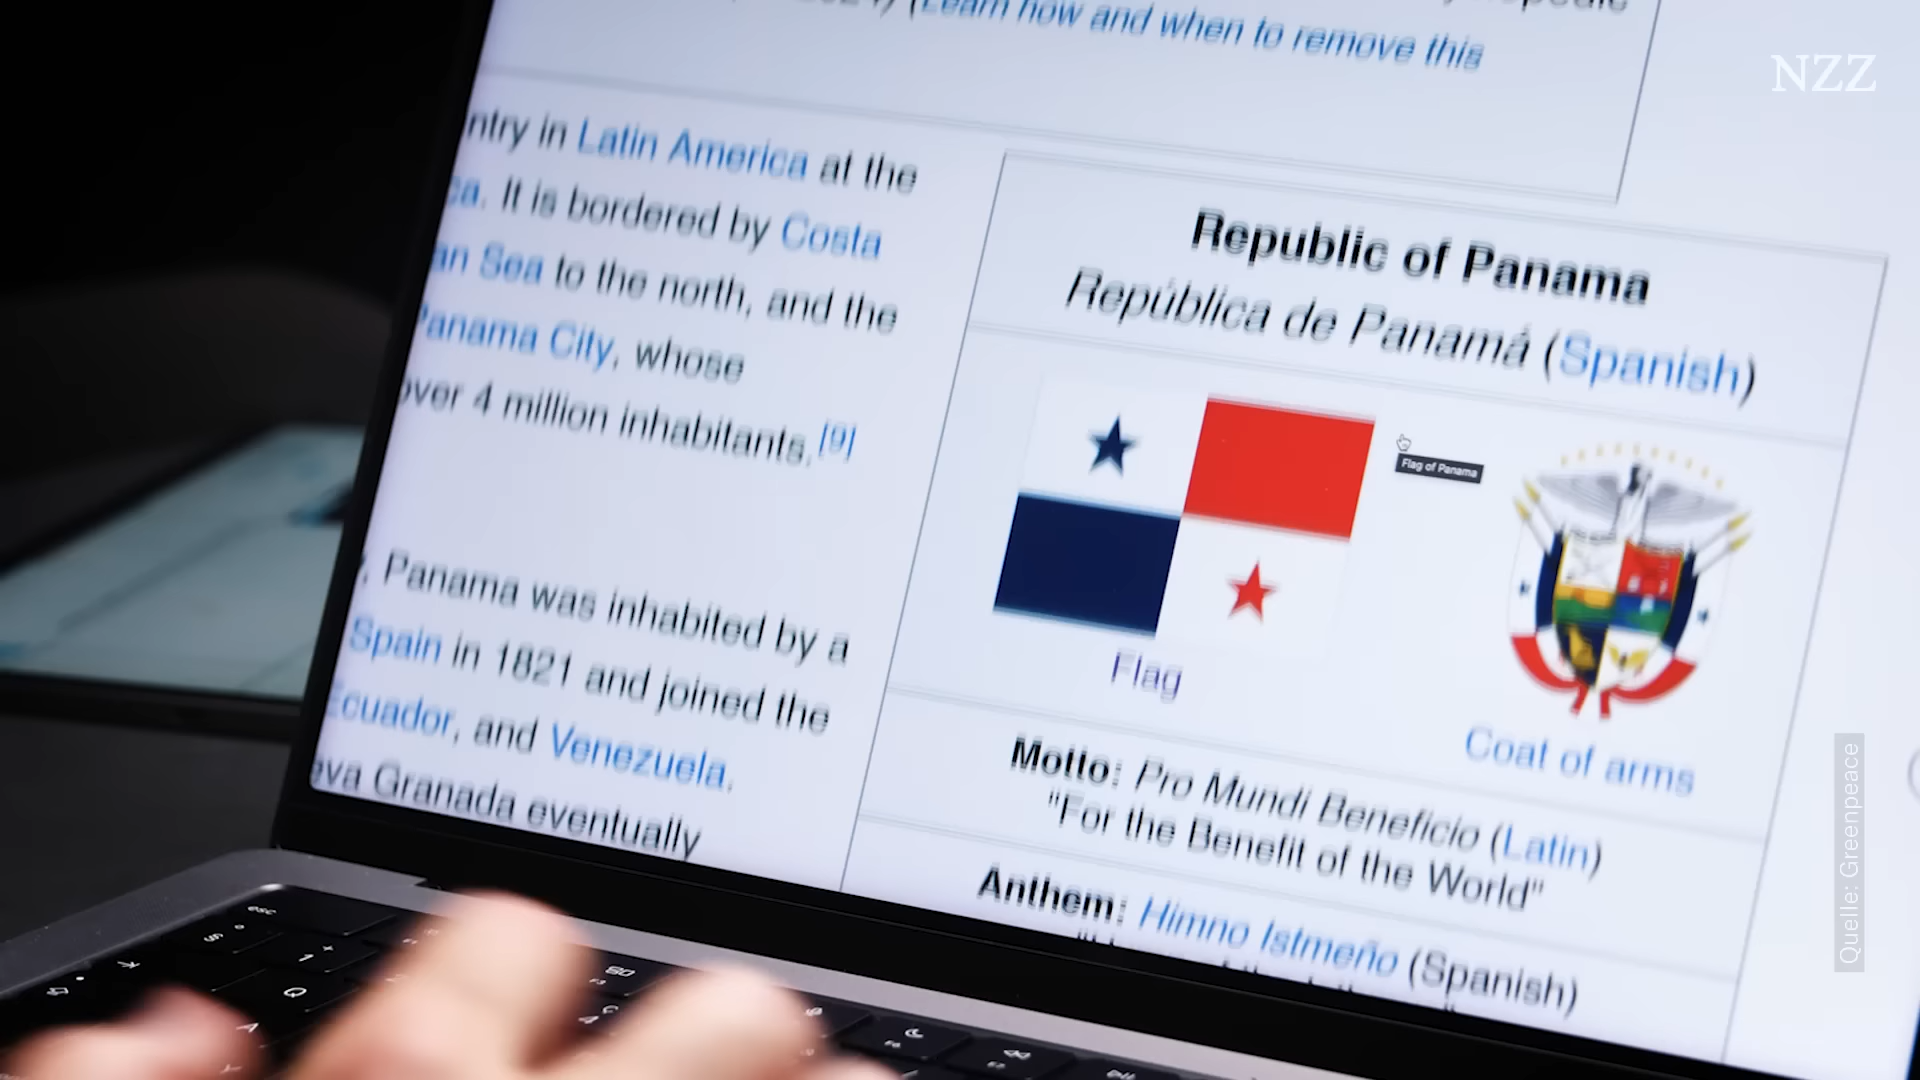 Learn how and when to remove this
NZZ
ntry in Latin America at the
ca. It is bordered by Costa
an Sea to the north, and the
Panama City, whose
over 4 million inhabitants.[9]
. Panama was inhabited by a
Spain in 1821 and joined the
Ecuador, and Venezuela.
eva Granada eventually
Republic of Panama
República de Panamá (Spanish)
Flag of Panama
Flag
Coat of arms
Motto: Pro Mundi Beneficio (Latin)
"For the Benefit of the World"
Anthem: Himno Istmeño (Spanish)
Quelle: Greenpeace
esc
1
+
Q
A
F3
F6